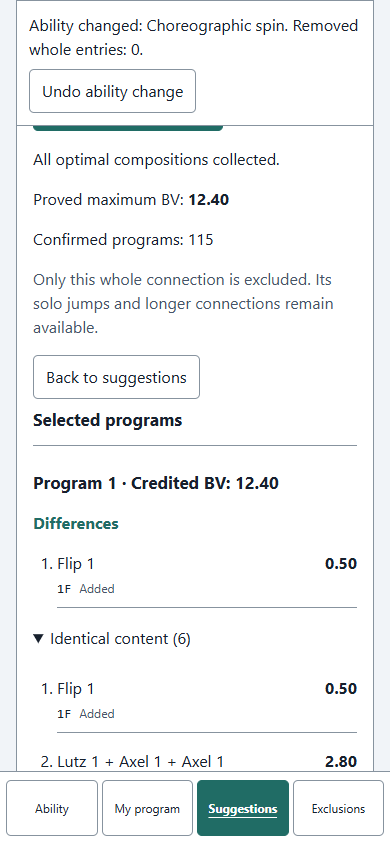 Ability changed: Choreographic spin. Removed
whole entries: 0.
Undo ability change
All optimal compositions collected.
Proved maximum BV: 12.40
Confirmed programs: 115
Only this whole connection is excluded. Its
solo jumps and longer connections remain
available.
Back to suggestions
Selected programs
Program 1 · Credited BV: 12.40
Differences
1. Flip 1 0.50
1F Added
▼ Identical content (6)
1. Flip 1 0.50
1F Added
2. Lutz 1 + Axel 1 + Axel 1 2.80
Ability My program Suggestions Exclusions